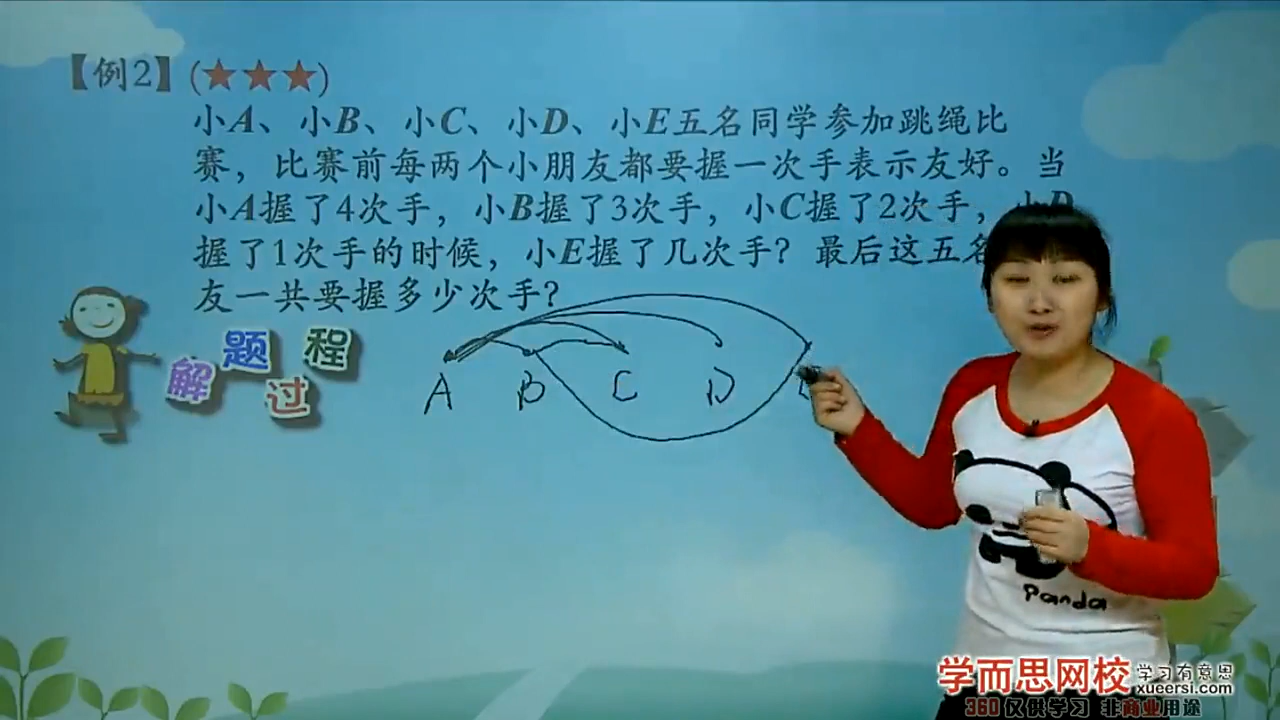 【例2】(★★★)
小A、小B、小C、小D、小E五名同学参加跳绳比
赛，比赛前每两个小朋友都要握一次手表示友好。当
小A握了4次手，小B握了3次手，小C握了2次手，小D
握了1次手的时候，小E握了几次手？最后这五名
友一共要握多少次手？
解题过程
A B C D
Panda
学而思网校 学习有意思
xueersi.com
360仅供学习 非商业用途